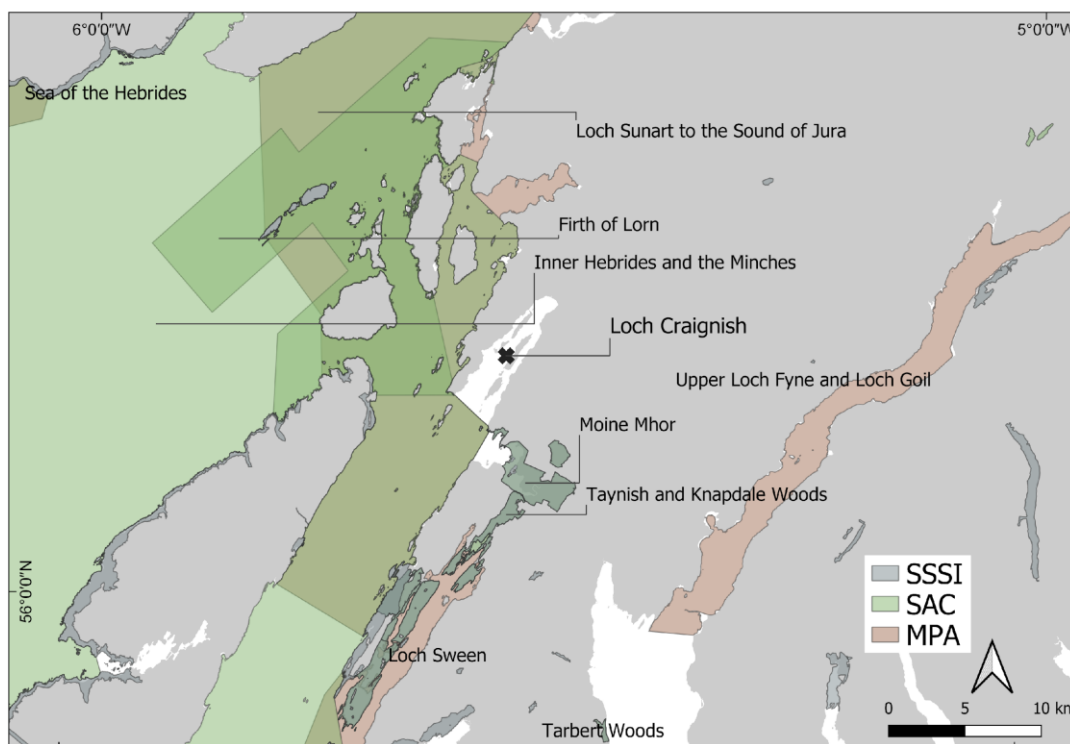 6°0′0″W
5°0′0″W
Sea of the Hebrides
Loch Sunart to the Sound of Jura
Firth of Lorn
Inner Hebrides and the Minches
Loch Craignish
Upper Loch Fyne and Loch Goil
Moine Mhor
Taynish and Knapdale Woods
56°0′0″N
SSSI
SAC
MPA
Loch Sween
0 5 10 km
Tarbert Woods